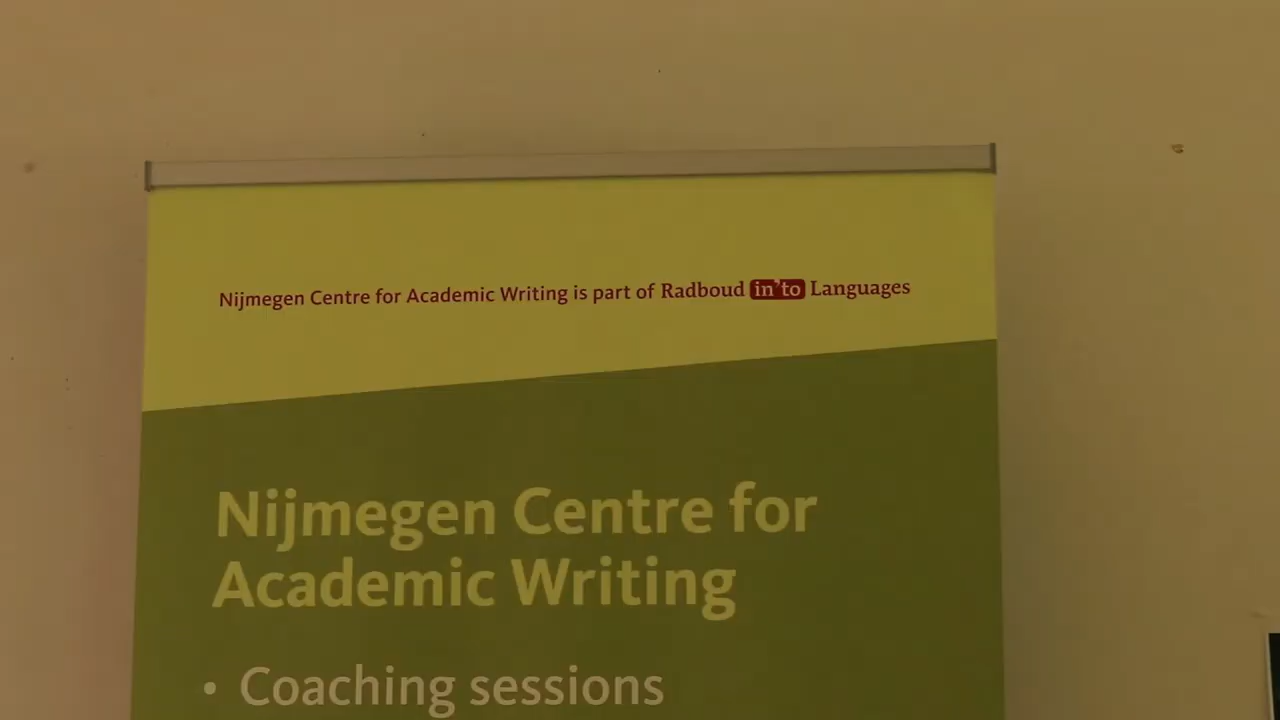 Nijmegen Centre for Academic Writing is part of Radboud in'to Languages
Nijmegen Centre for
Academic Writing
• Coaching sessions